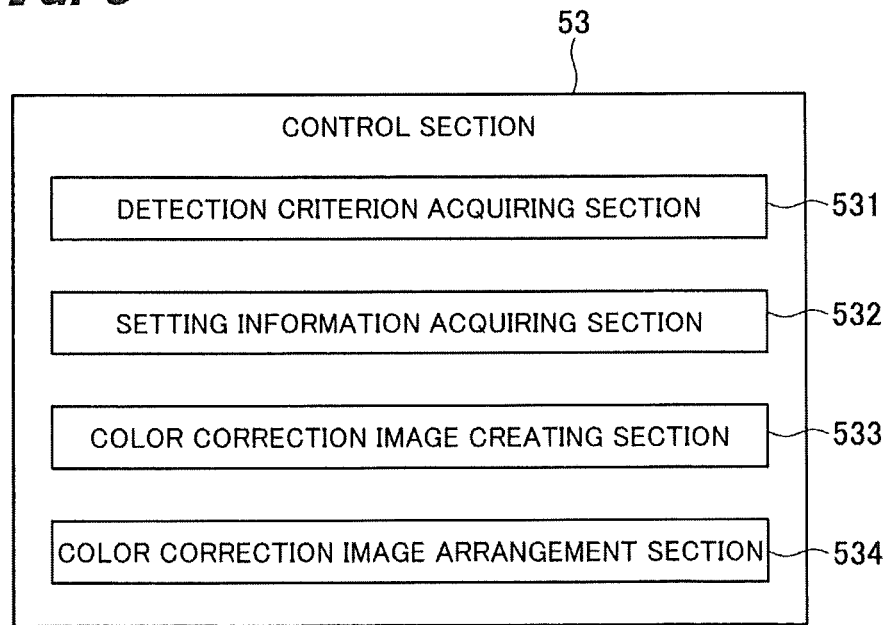 53
CONTROL SECTION
DETECTION CRITERION ACQUIRING SECTION
531
SETTING INFORMATION ACQUIRING SECTION
532
COLOR CORRECTION IMAGE CREATING SECTION
533
COLOR CORRECTION IMAGE ARRANGEMENT SECTION
534